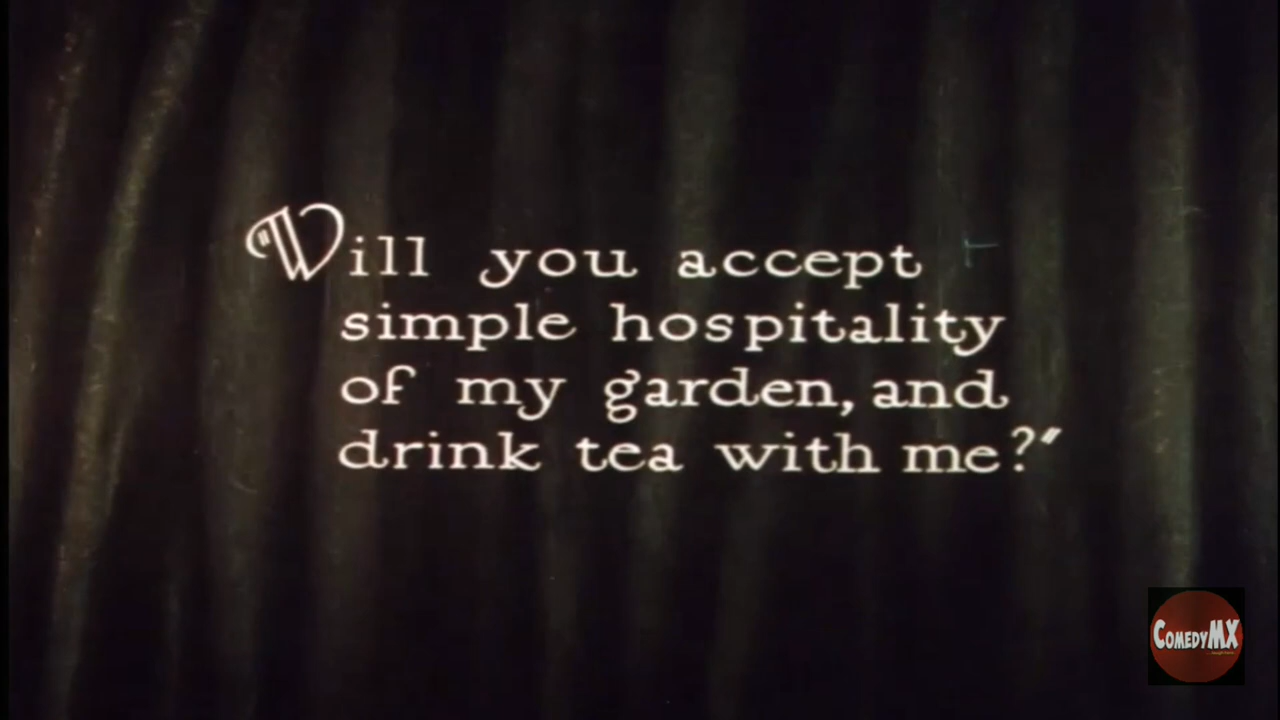 "Will you accept
simple hospitality
of my garden, and
drink tea with me?"
COMEDYMX